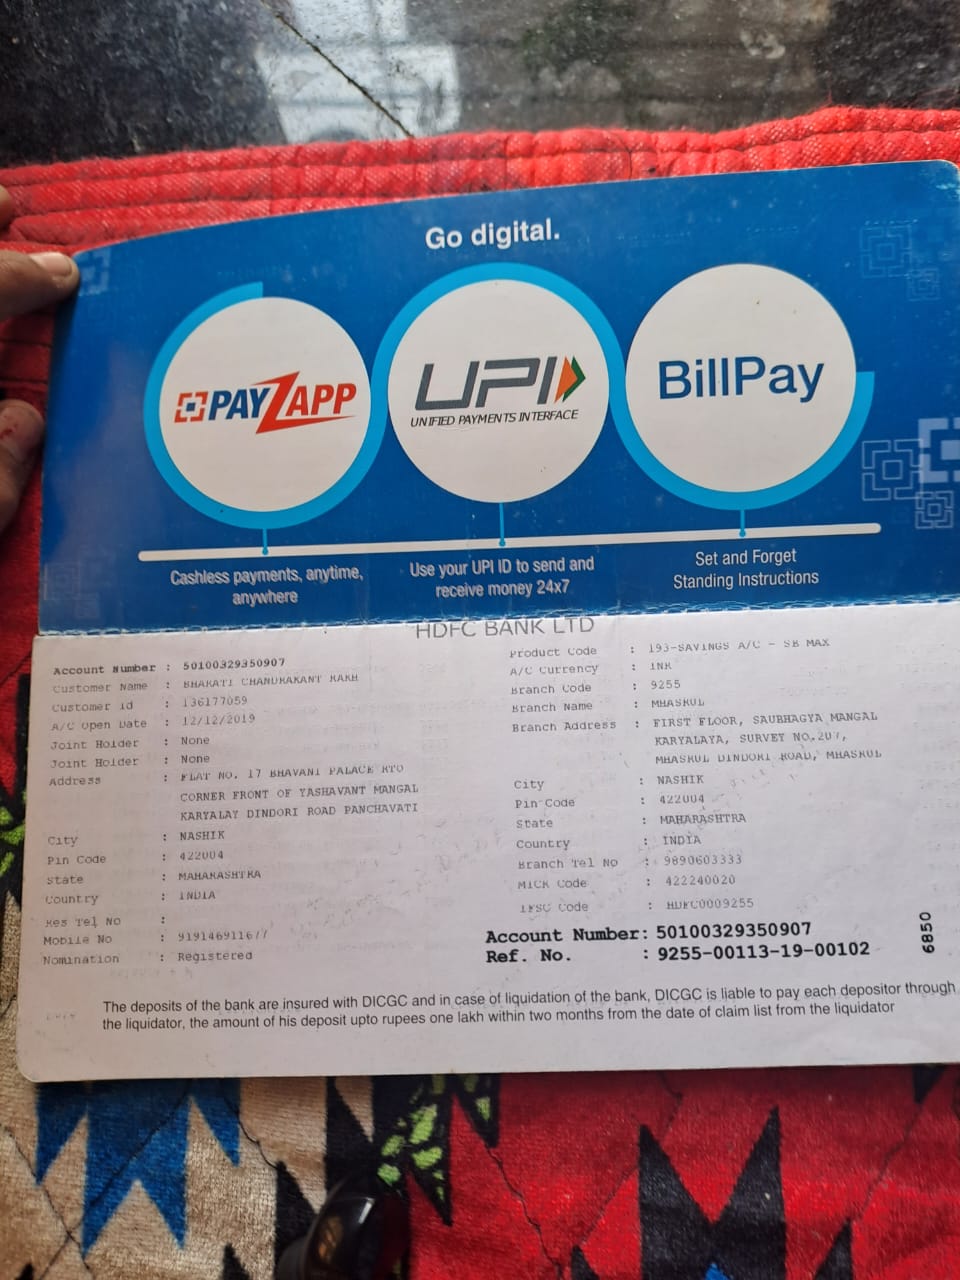 Go digital.
PAYZAPP
UPI
UNIFIED PAYMENTS INTERFACE
BillPay
Cashless payments, anytime,
anywhere
Use your UPI ID to send and
receive money 24x7
Set and Forget
Standing Instructions
HDFC BANK LTD
Account Number : 50100329350907
Customer Name : BHARATI CHANDRAKANT RAKH
Customer Id : 136177059
A/C Open Date : 12/12/2019
Joint Holder : None
Joint Holder : None
Address : FLAT NO. 17 BHAVANI PALACE RTO
CORNER FRONT OF YASHAVANT MANGAL
KARYALAY DINDORI ROAD PANCHAVATI
City : NASHIK
Pin Code : 422004
State : MAHARASHTRA
Country : INDIA
Res Tel No :
Mobile No : 919146911677
Nomination : Registered
Product Code : 193-SAVINGS A/C - SB MAX
A/C Currency : INR
Branch Code : 9255
Branch Name : MHASRUL
Branch Address : FIRST FLOOR, SAUBHAGYA MANGAL
KARYALAYA, SURVEY NO.207,
MHASRUL DINDORI ROAD, MHASRUL
City : NASHIK
Pin Code : 422004
State : MAHARASHTRA
Country : INDIA
Branch Tel No : 9890603333
MICR Code : 422240020
IFSC Code : HDFC0009255
Account Number: 50100329350907
Ref. No. : 9255-00113-19-00102
6850
The deposits of the bank are insured with DICGC and in case of liquidation of the bank, DICGC is liable to pay each depositor through
the liquidator, the amount of his deposit upto rupees one lakh within two months from the date of claim list from the liquidator